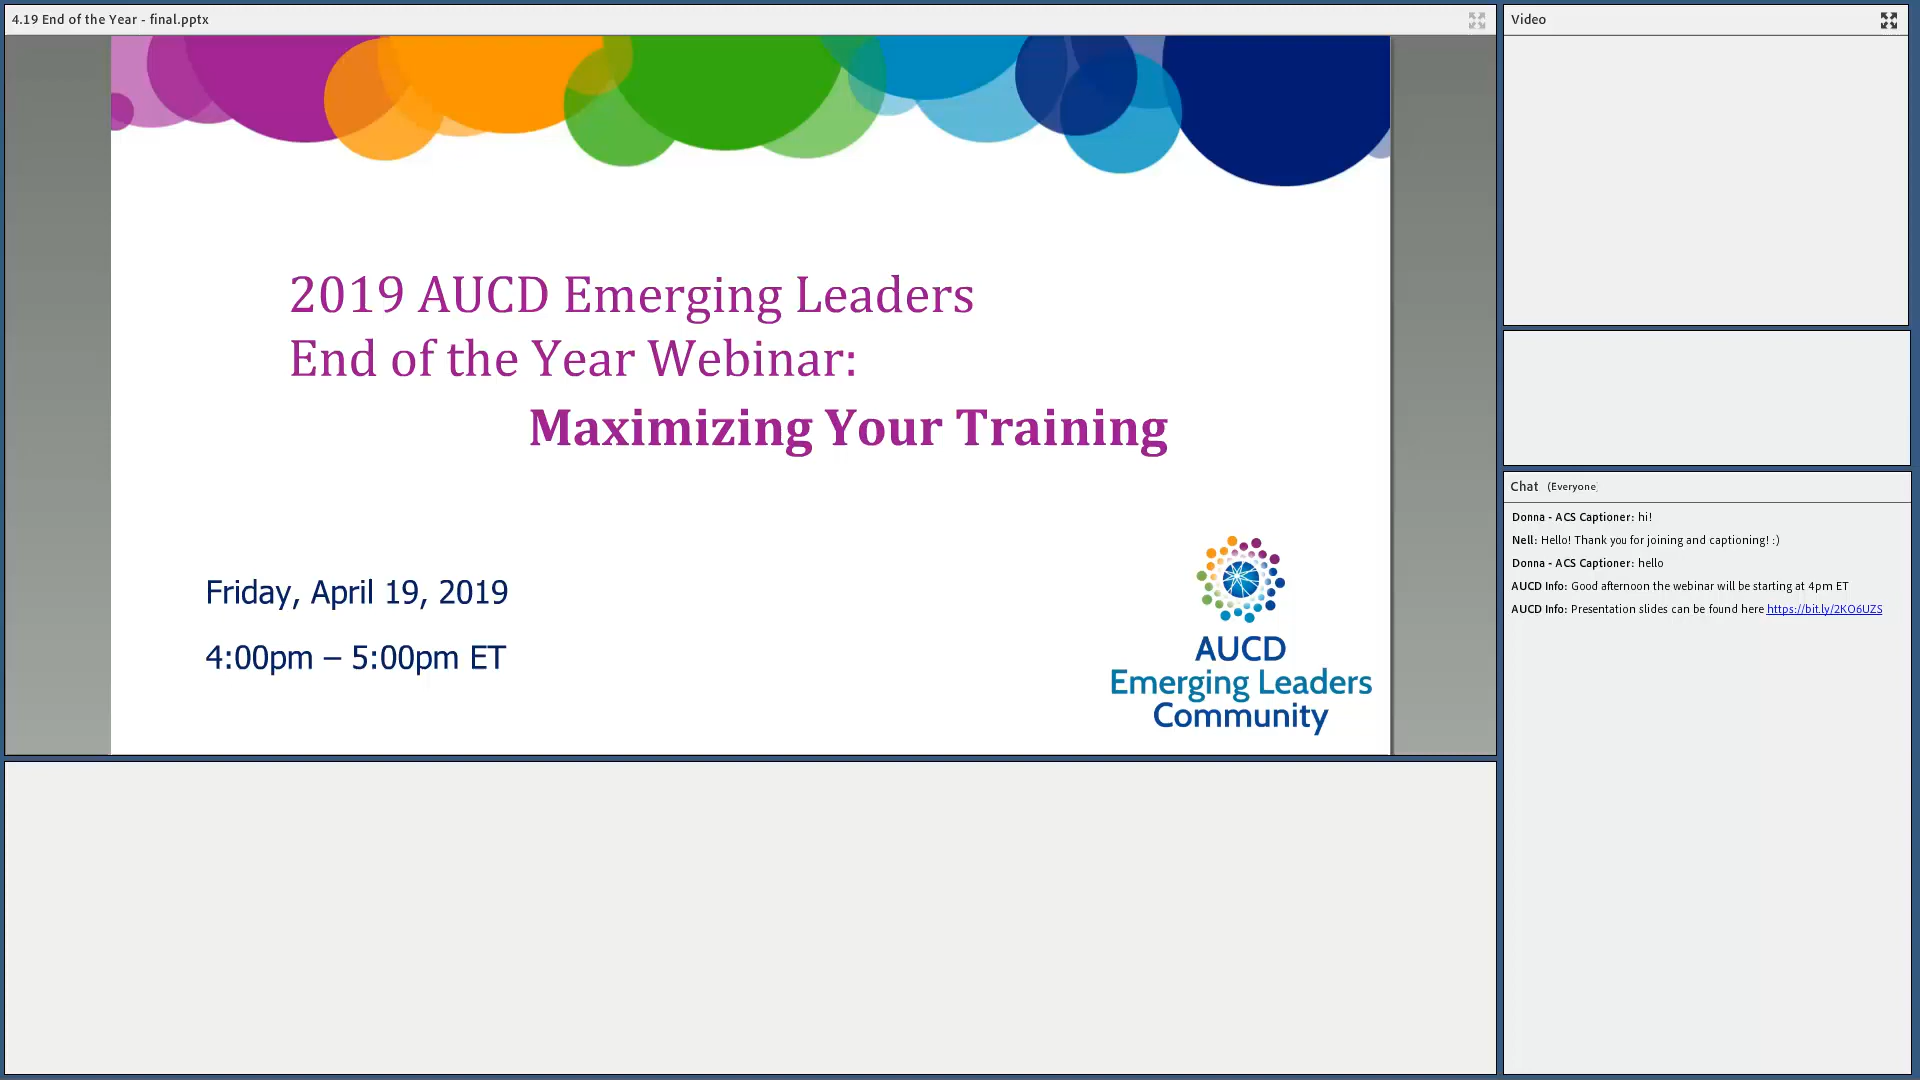 4.19 End of the Year - final.pptx
2019 AUCD Emerging Leaders
End of the Year Webinar:
Maximizing Your Training
Friday, April 19, 2019
4:00pm – 5:00pm ET
AUCD
Emerging Leaders
Community
Video
Chat (Everyone)
Donna - ACS Captioner: hi!
Nell: Hello! Thank you for joining and captioning! :)
Donna - ACS Captioner: hello
AUCD Info: Good afternoon the webinar will be starting at 4pm ET
AUCD Info: Presentation slides can be found here https://bit.ly/2KO6UZS